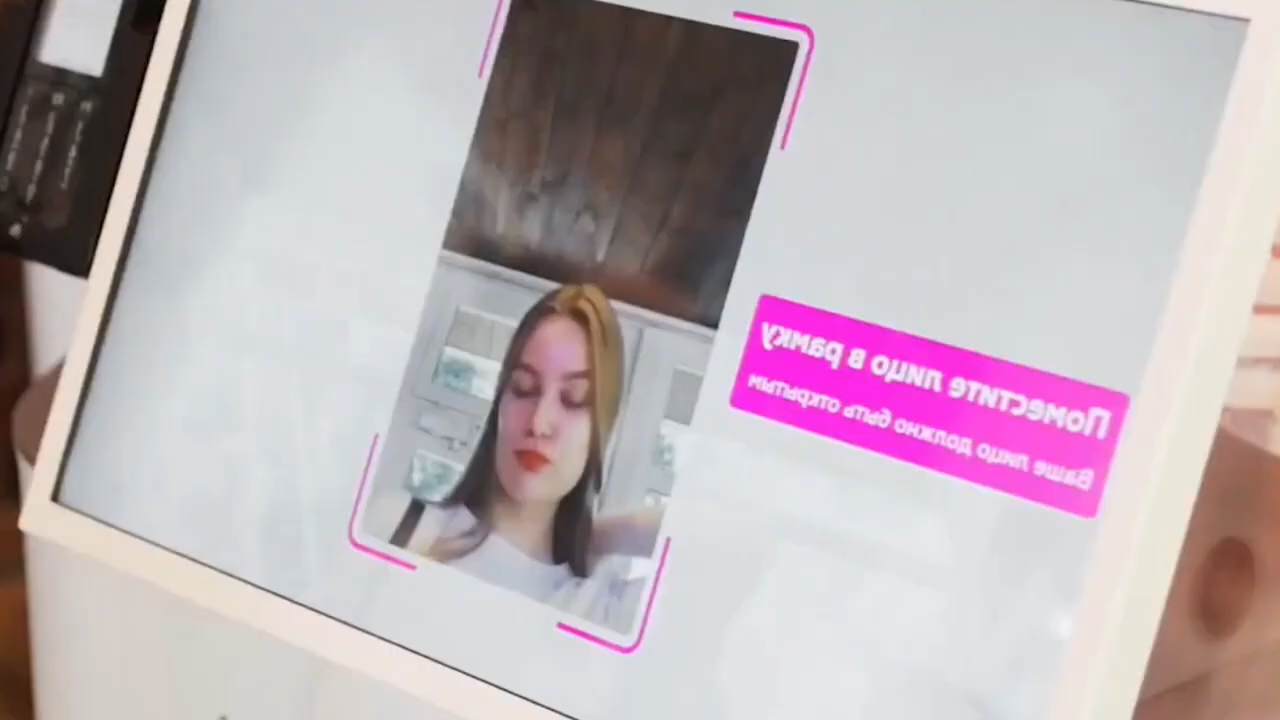 Поместите лицо в рамку
Ваше лицо должно быть открытым